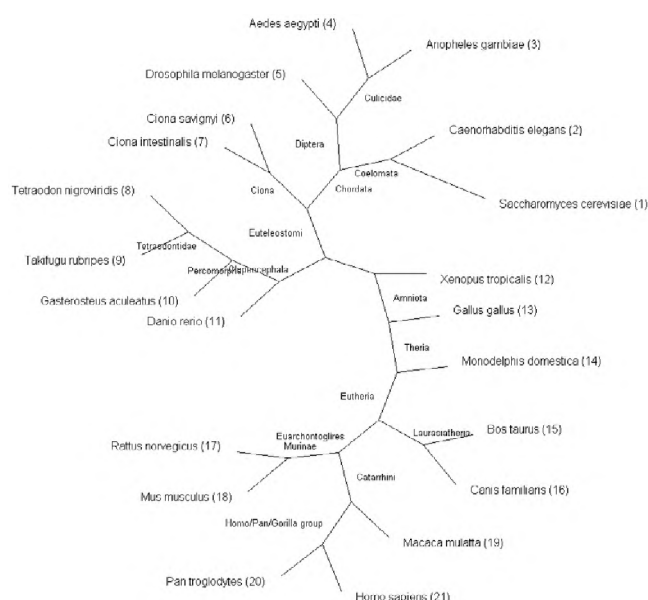 Aedes aegypti (4)
Anopheles gambiae (3)
Drosophila melanogaster (5)
Culicidae
Ciona savignyi (6)
Caenorhabditis elegans (2)
Ciona intestinalis (7)
Diptera
Coelomata
Ciona
Chordata
Tetraodon nigroviridis (8)
Saccharomyces cerevisiae (1)
Euteleostomi
Tetraodontidae
Takifugu rubripes (9)
Percomorpha
Clupeocephala
Xenopus tropicalis (12)
Gasterosteus aculeatus (10)
Amniota
Gallus gallus (13)
Danio rerio (11)
Theria
Monodelphis domestica (14)
Eutheria
Laurasiatheria
Bos taurus (15)
Euarchontoglires
Murinae
Rattus norvegicus (17)
Catarrhini
Canis familiaris (16)
Mus musculus (18)
Homo/Pan/Gorilla group
Macaca mulatta (19)
Pan troglodytes (20)
Homo sapiens (21)